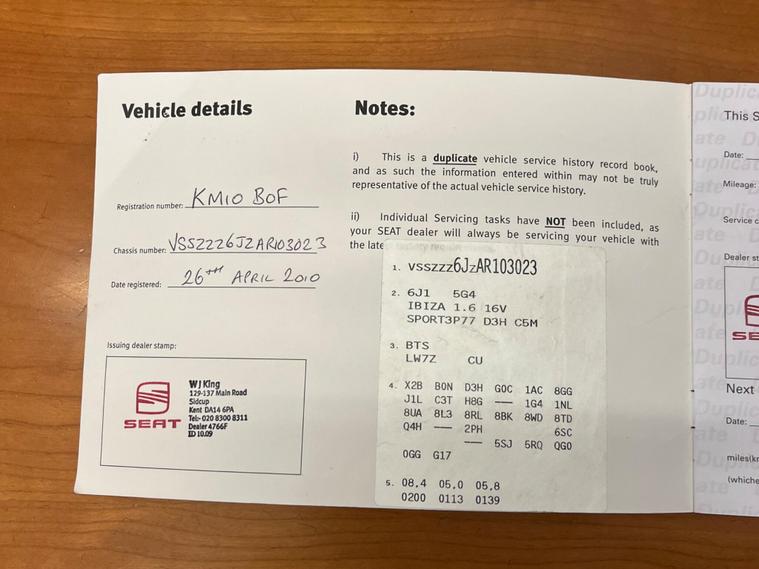 Vehicle details
Registration number: KM10 BOF
Chassis number: VSSZZZ6JZAR103023
Date registered: 26TH APRIL 2010
Issuing dealer stamp:
SEAT
WJ King
129-137 Main Road
Sidcup
Kent DA14 6PA
Tel:- 020 8300 8311
Dealer 4766F
ID 10.09
Notes:
i) This is a duplicate vehicle service history record book,
and as such the information entered within may not be truly
representative of the actual vehicle service history.
ii) Individual Servicing tasks have NOT been included, as
your SEAT dealer will always be servicing your vehicle with
the late
1. VSSZZZ6JZAR103023
2. 6J1 5G4
IBIZA 1.6 16V
SPORT3P77 D3H C5M
3. BTS
LW7Z CU
4. X2B B0N D3H G0C 1AC 8GG
J1L C3T H8G --- 1G4 1NL
8UA 8L3 8RL 8BK 8WD 8TD
Q4H --- 2PH 6SC
--- 5SJ 5RQ QG0
0GG G17
5. 08,4 05,0 05,8
0200 0113 0139
This S
Date:
Mileage:
Service c
Dealer st
SE
Next
Date:
miles(k
(whiche